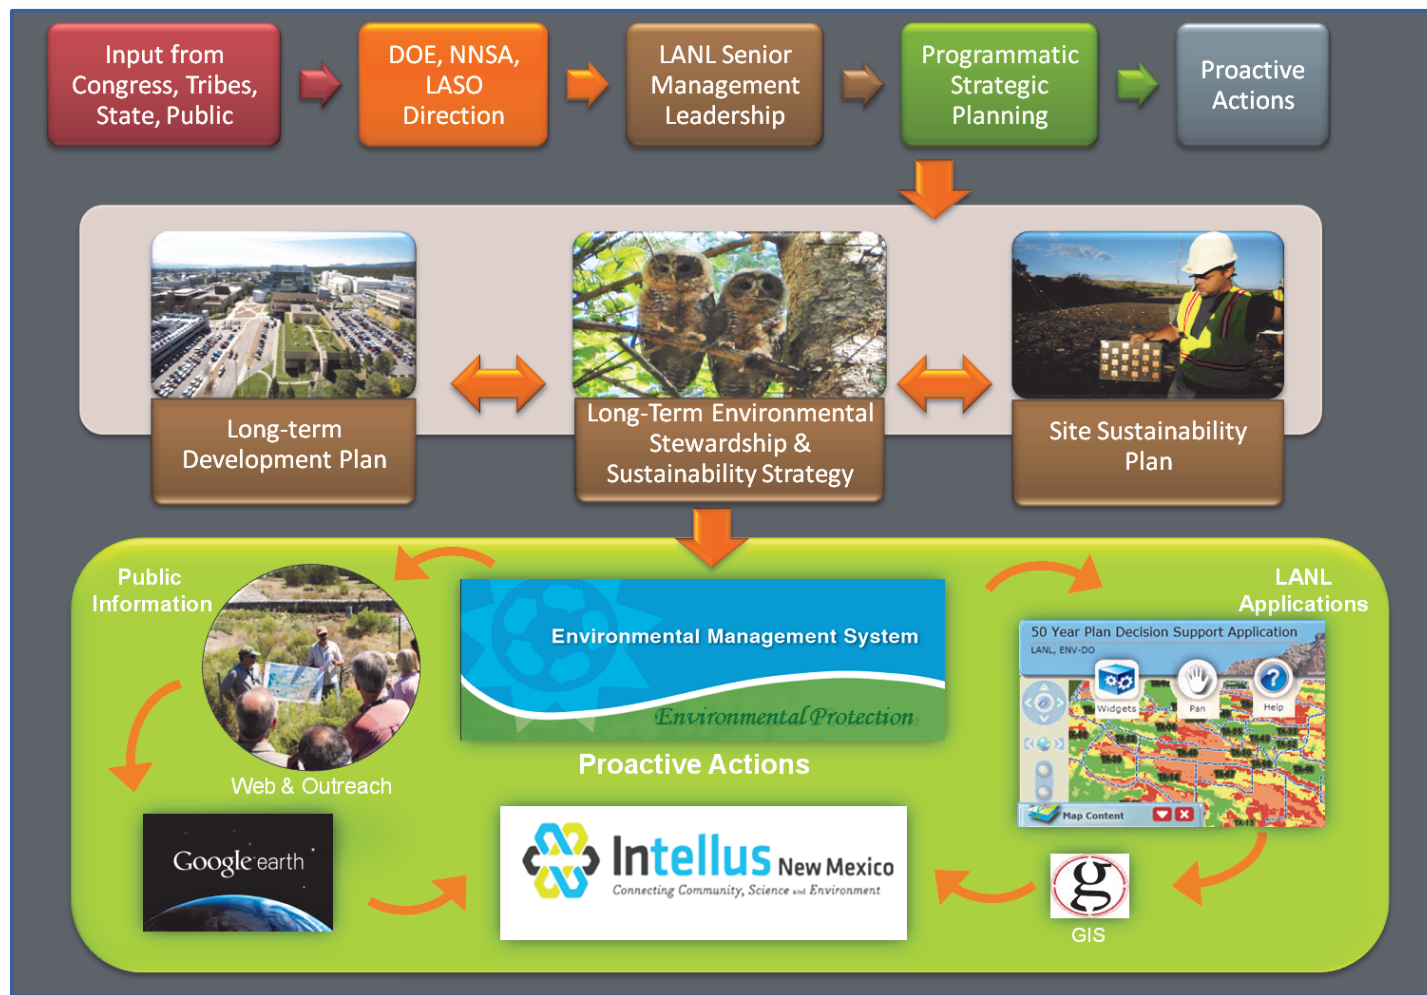 Input from
Congress, Tribes,
State, Public
DOE, NNSA,
LASO
Direction
LANL Senior
Management
Leadership
Programmatic
Strategic
Planning
Proactive
Actions
Long-term
Development Plan
Long-Term Environmental
Stewardship &
Sustainability Strategy
Site Sustainability
Plan
Public
Information
Web & Outreach
Google earth
Environmental Management System
Environmental Protection
Proactive Actions
Intellus New Mexico
Connecting Community, Science and Environment
LANL
Applications
50 Year Plan Decision Support Application
LANL, ENV-DO
Widgets
Pan
Help
Map Content
TA-15
g
GIS